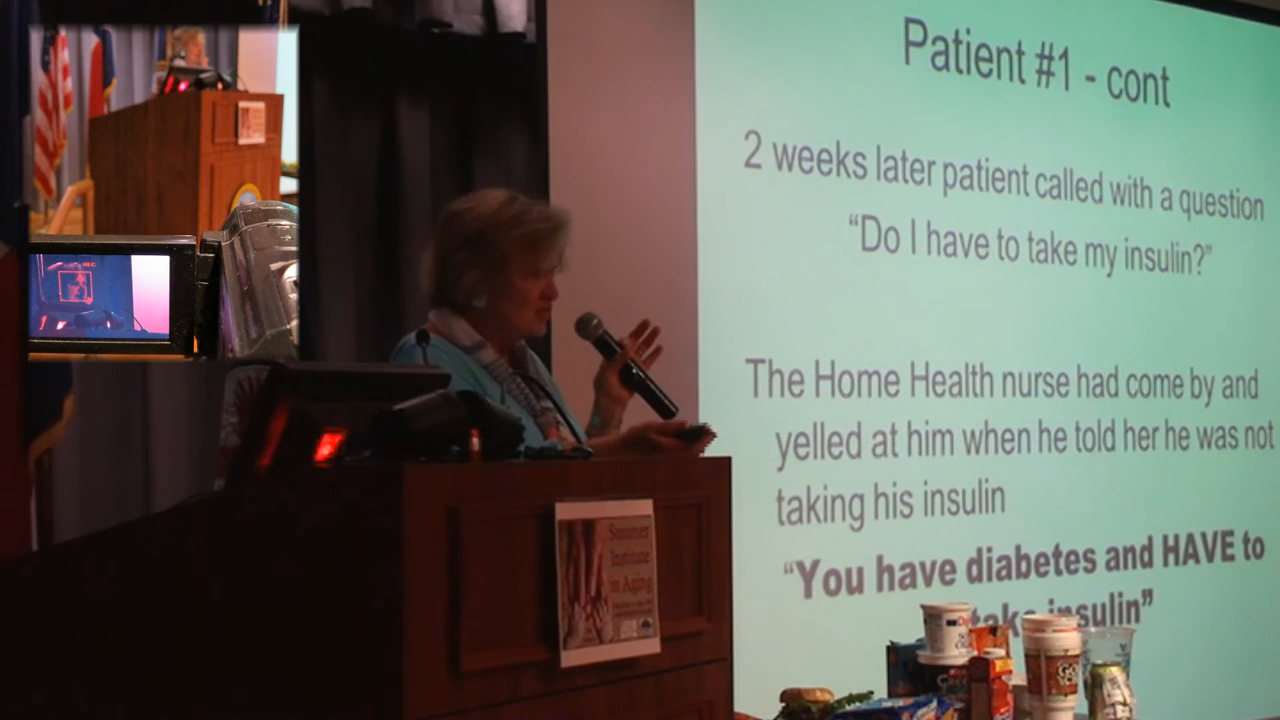 Patient #1 - cont
2 weeks later patient called with a question
“Do I have to take my insulin?”
The Home Health nurse had come by and
yelled at him when he told her he was not
taking his insulin
“You have diabetes and HAVE to
take insulin”
Summer
Institute
in Aging